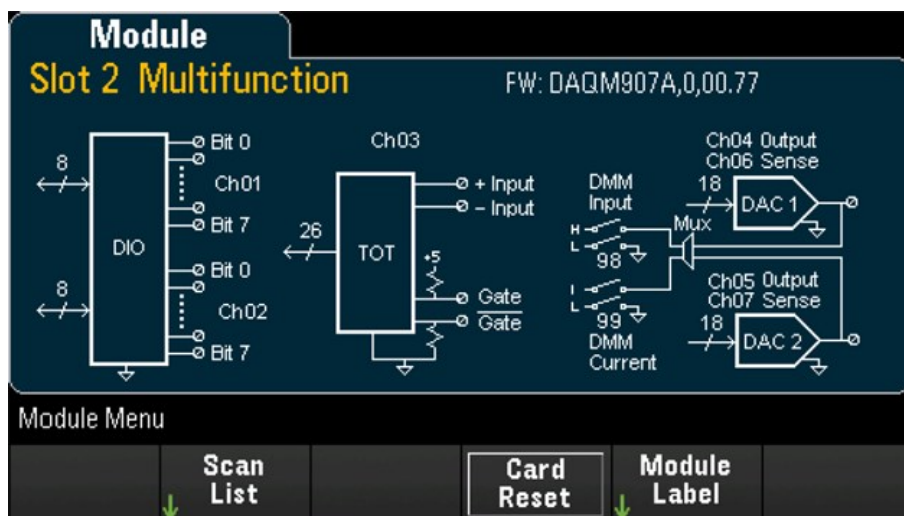 Module
Slot 2 Multifunction
FW: DAQM907A,0,00.77
8
DIO
Bit 0
Ch01
Bit 7
8
Bit 0
Ch02
Bit 7
Ch03
26
TOT
+ Input
– Input
+5
Gate
Gate
DMM
Input
H
L
98
I
L
99
DMM
Current
Mux
Ch04 Output
Ch06 Sense
18
DAC 1
Ch05 Output
Ch07 Sense
18
DAC 2
Module Menu
Scan
List
Card
Reset
Module
Label